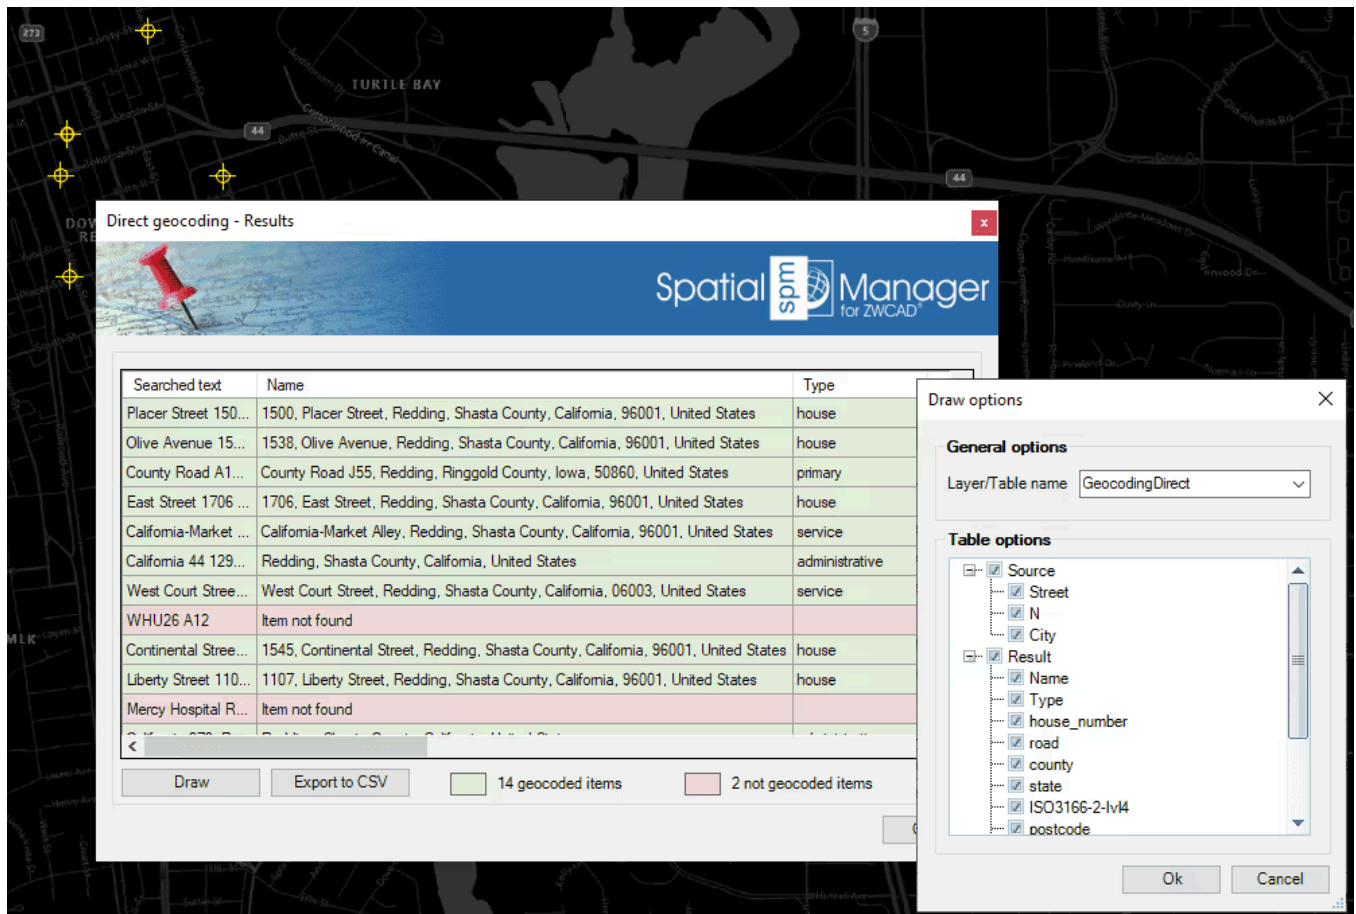 273
5
TURTLE BAY
44
44
Direct geocoding - Results
x
Spatial spm Manager
for ZWCAD®
Searched text Name Type
Placer Street 150... 1500, Placer Street, Redding, Shasta County, California, 96001, United States house
Olive Avenue 15... 1538, Olive Avenue, Redding, Shasta County, California, 96001, United States house
County Road A1... County Road J55, Redding, Ringgold County, Iowa, 50860, United States primary
East Street 1706 ... 1706, East Street, Redding, Shasta County, California, 96001, United States house
California-Market ... California-Market Alley, Redding, Shasta County, California, 96001, United States service
California 44 129... Redding, Shasta County, California, United States administrative
West Court Stree... West Court Street, Redding, Shasta County, California, 06003, United States service
WHU26 A12 Item not found
Continental Stree... 1545, Continental Street, Redding, Shasta County, California, 96001, United States house
Liberty Street 110... 1107, Liberty Street, Redding, Shasta County, California, 96001, United States house
Mercy Hospital R... Item not found
Draw Export to CSV 14 geocoded items 2 not geocoded items
Draw options
General options
Layer/Table name GeocodingDirect
Table options
Source
Street
N
City
Result
Name
Type
house_number
road
county
state
ISO3166-2-lvl4
postcode
Ok Cancel
MLK